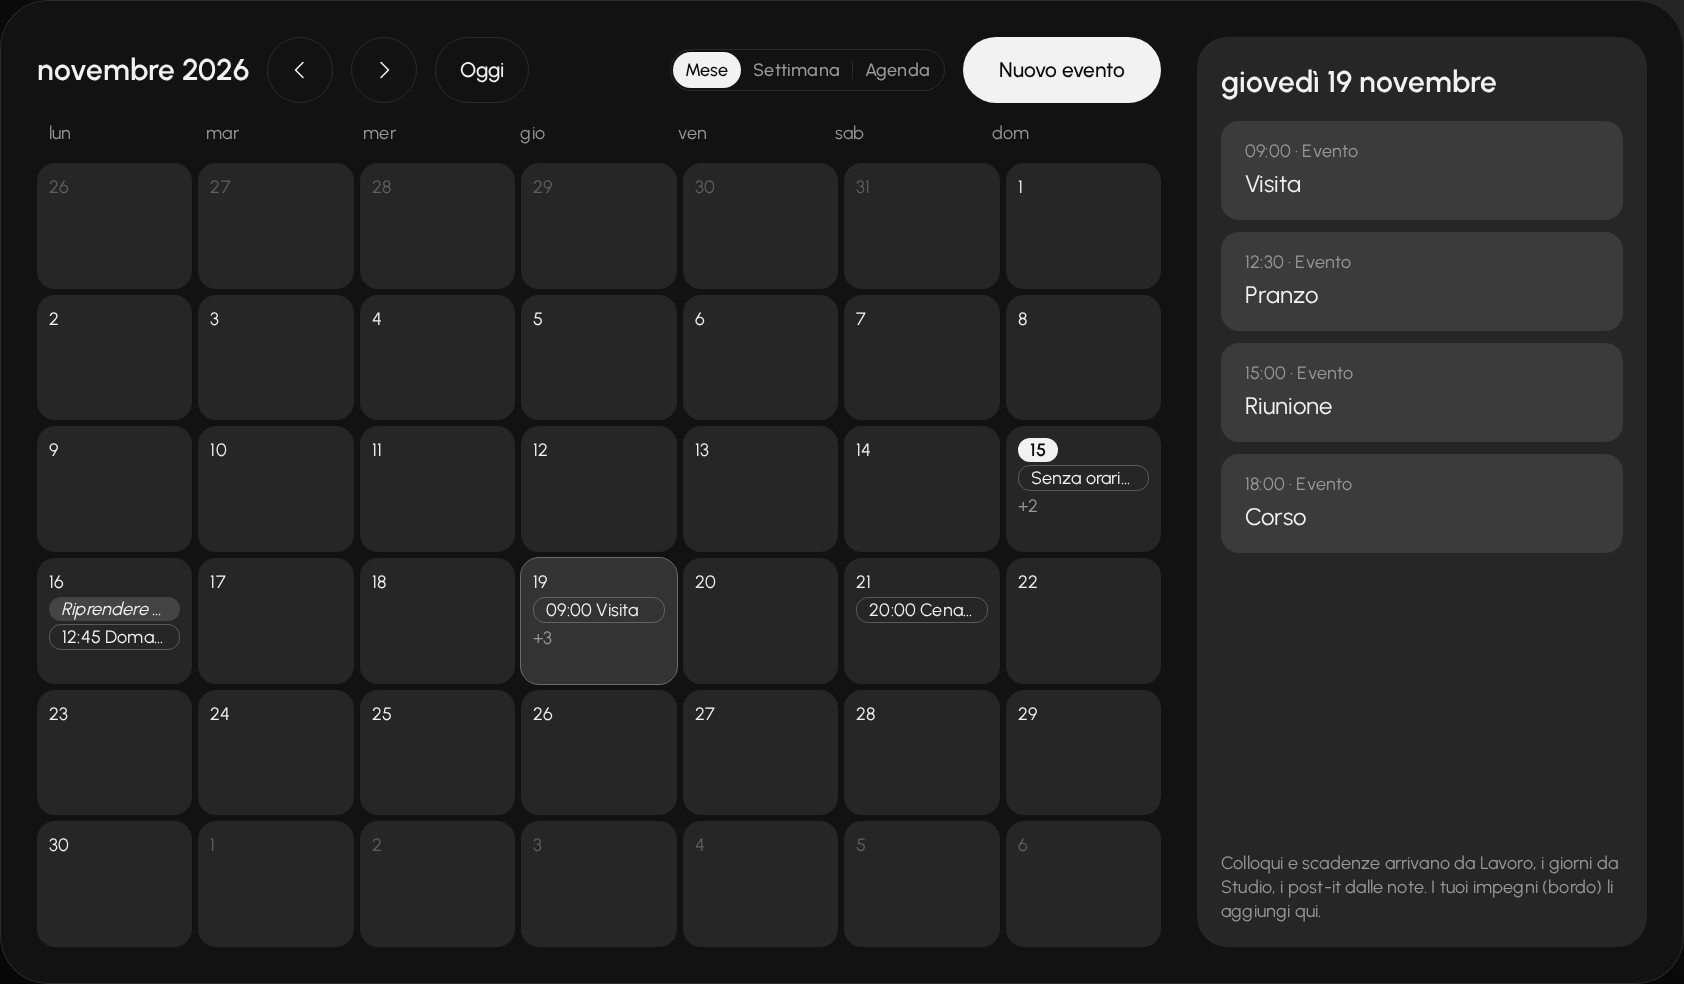 novembre 2026
Oggi
Mese Settimana Agenda
Nuovo evento
lun mar mer gio ven sab dom
26 27 28 29 30 31 1
2 3 4 5 6 7 8
9 10 11 12 13 14 15
Senza orari...
+2
16 17 18 19 20 21 22
Riprendere ...
12:45 Doma...
09:00 Visita
+3
20:00 Cena...
23 24 25 26 27 28 29
30 1 2 3 4 5 6
giovedì 19 novembre
09:00 · Evento
Visita
12:30 · Evento
Pranzo
15:00 · Evento
Riunione
18:00 · Evento
Corso
Colloqui e scadenze arrivano da Lavoro, i giorni da
Studio, i post-it dalle note. I tuoi impegni (bordo) li
aggiungi qui.